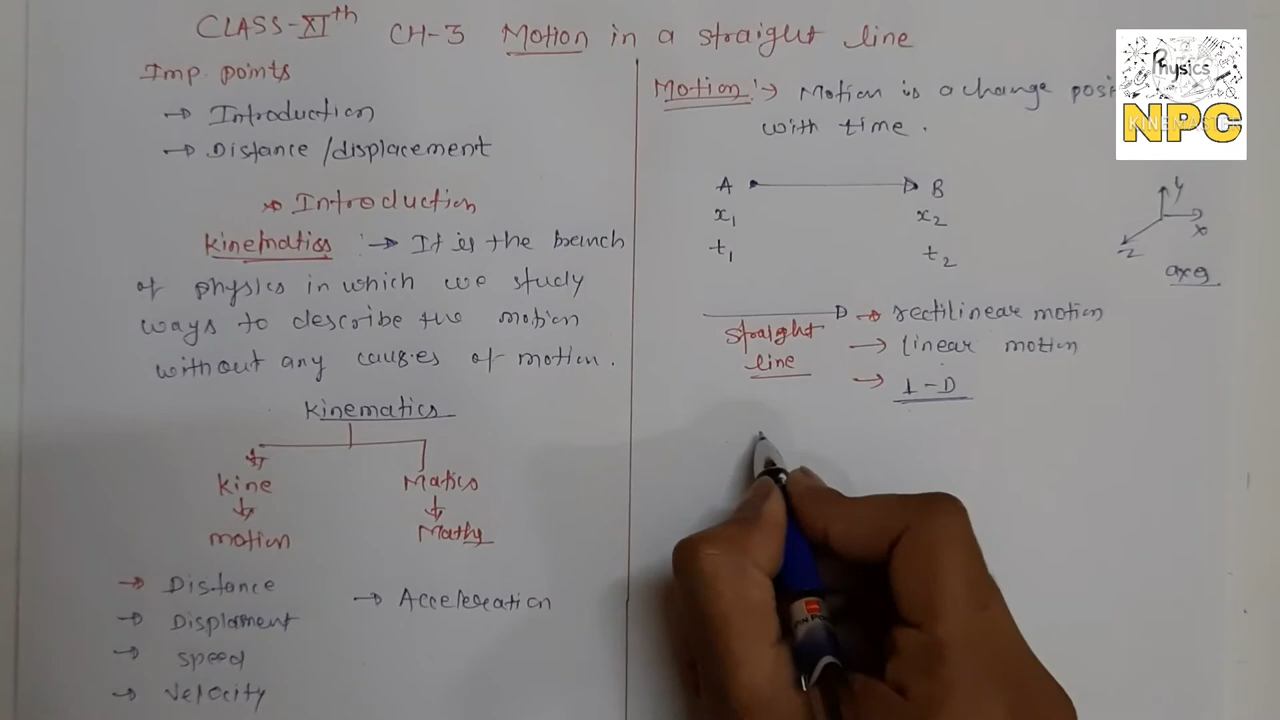 CLASS-XIth CH-3 Motion in a straight line
Imp. points
→ Introduction
→ Distance /displacement
Introduction
Kinematics :→ It is the branch
of physics in which we study
ways to describe the motion
without any causes of motion.
Kinematics
Kine Matics
motion Maths
→ Distance
→ Displament
→ speed
→ velocity
→ Acceleration
Motion :→ Motion is a change posi
with time.
A B
x1 x2
t1 t2
y
x
z
axes
straight
line
→ rectilinear motion
→ linear motion
→ 1-D
Physics
NPC